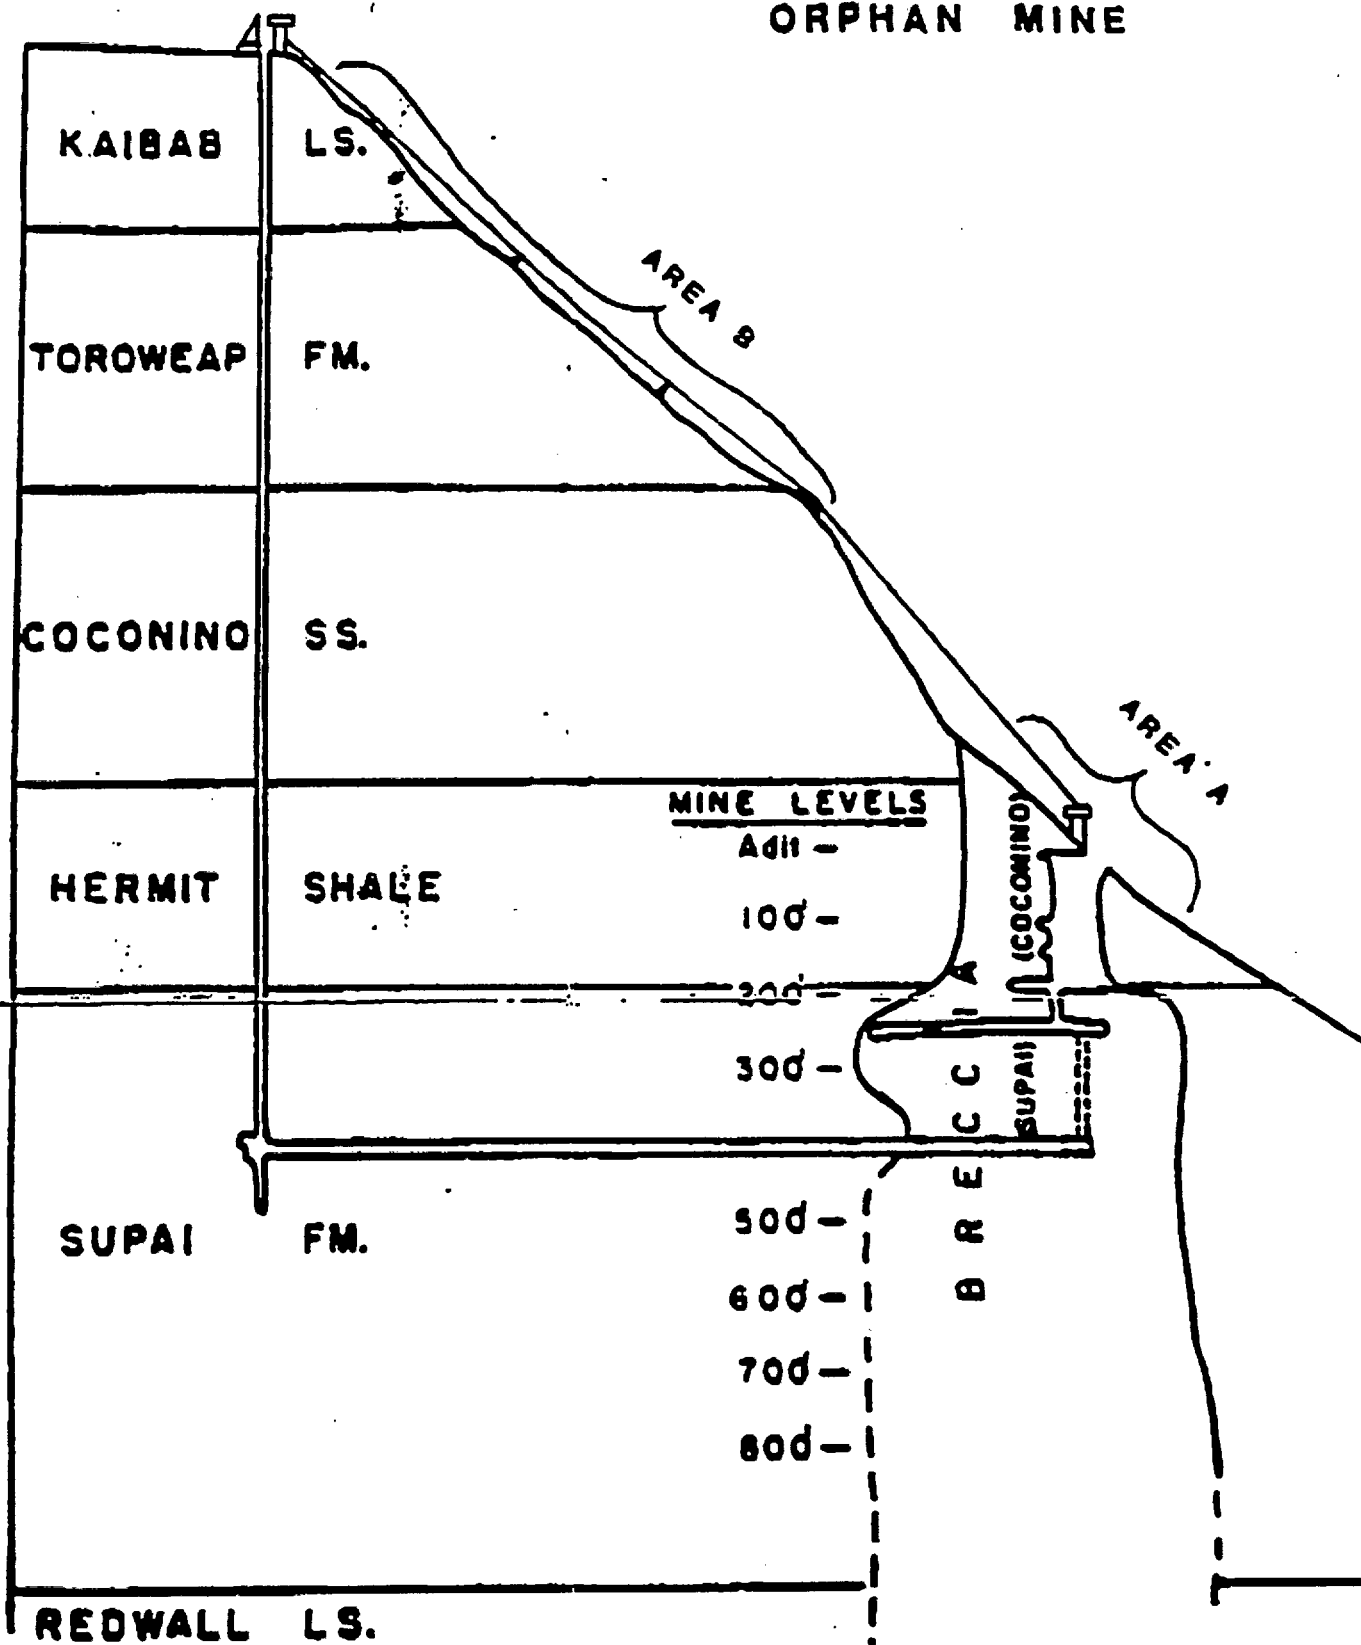 ORPHAN MINE
KAIBAB LS.
AREA B
TOROWEAP FM.
COCONINO SS.
AREA A
MINE LEVELS
Adit –
HERMIT SHALE
100' –
200' –
300' –
(COCONINO)
(SUPAI)
BRECCIA
500' –
SUPAI FM.
600' –
700' –
800' –
REDWALL LS.